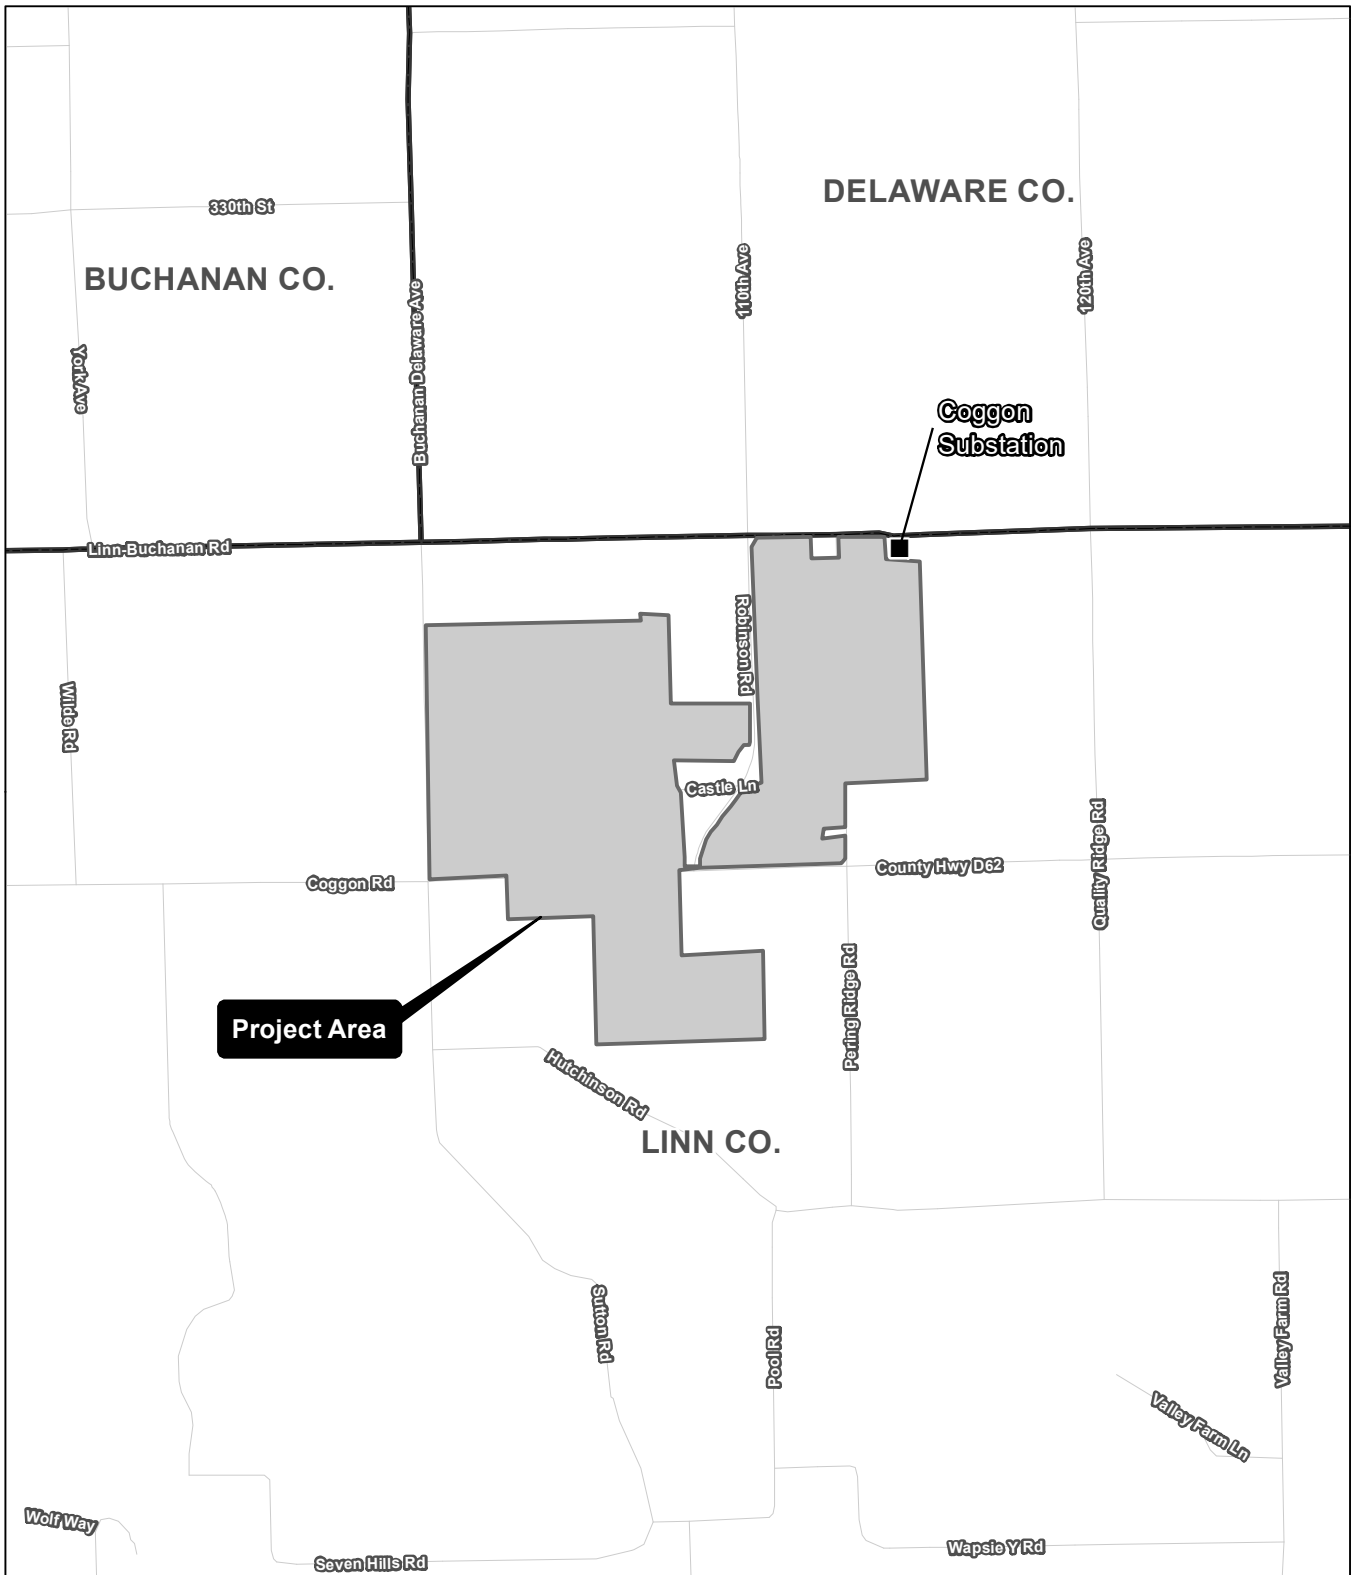 DELAWARE CO.
330th St
BUCHANAN CO.
110th Ave
120th Ave
Buchanan Delaware Ave
York Ave
Coggon
Substation
Linn-Buchanan Rd
Robinson Rd
Wilde Rd
Castle Ln
Quality Ridge Rd
County Hwy D62
Coggon Rd
Pering Ridge Rd
Project Area
Hutchinson Rd
LINN CO.
Sutton Rd
Pool Rd
Valley Farm Rd
Valley Farm Ln
Wolf Way
Wapsie Y Rd
Seven Hills Rd